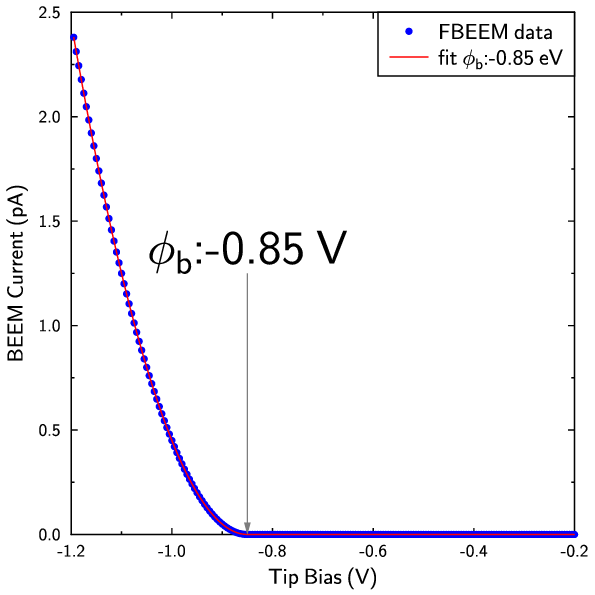 2.5
2.0
1.5
1.0
0.5
0.0
BEEM Current (pA)
FBEEM data
fit ϕb:-0.85 eV
ϕb:-0.85 V
-1.2 -1.0 -0.8 -0.6 -0.4 -0.2
Tip Bias (V)